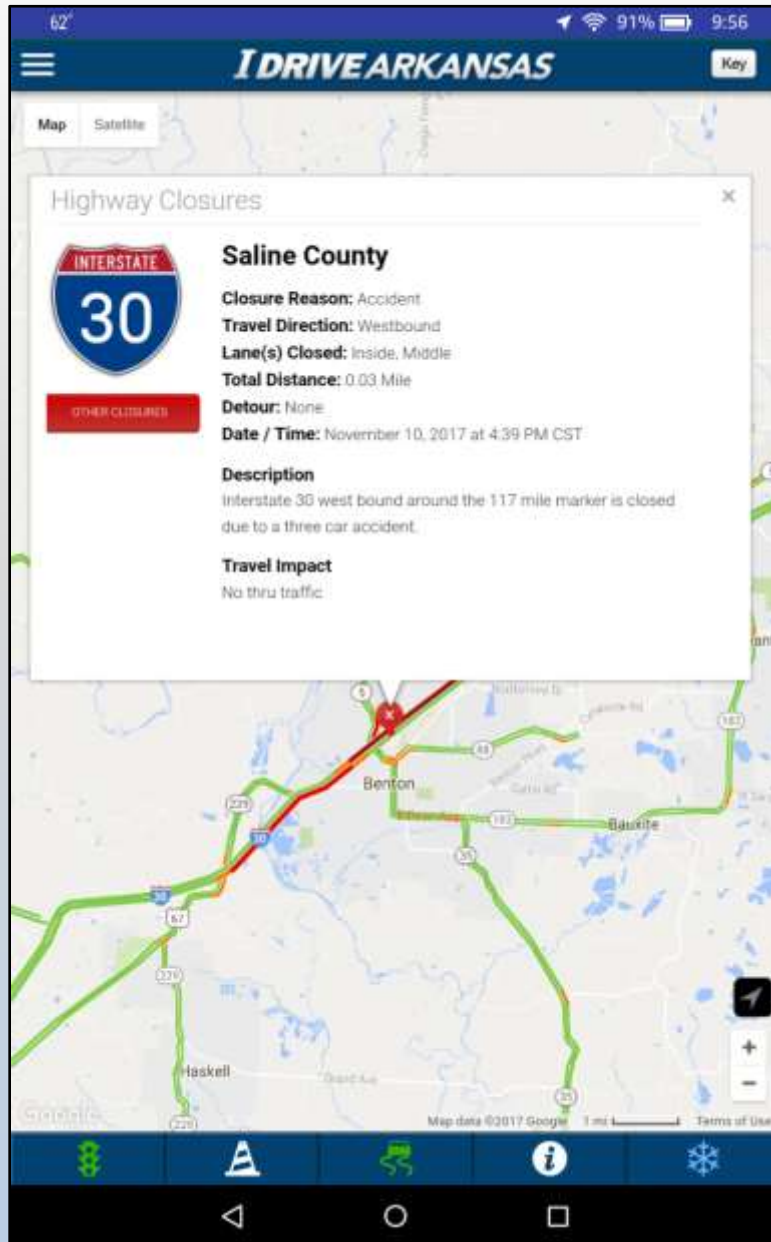 62°
91%
9:56
I DRIVE ARKANSAS
Key
Map
Satellite
Highway Closures
×
INTERSTATE
30
OTHER CLOSURES
Saline County
Closure Reason: Accident
Travel Direction: Westbound
Lane(s) Closed: Inside, Middle
Total Distance: 0.03 Mile
Detour: None
Date / Time: November 10, 2017 at 4:39 PM CST
Description
Interstate 30 west bound around the 117 mile marker is closed
due to a three car accident.
Travel Impact
No thru traffic
5
183
48
Benton
229
183
Bauxite
30
35
30
67
229
Haskell
35
229
+
−
Google
Map data ©2017 Google
1 mi
Terms of Use